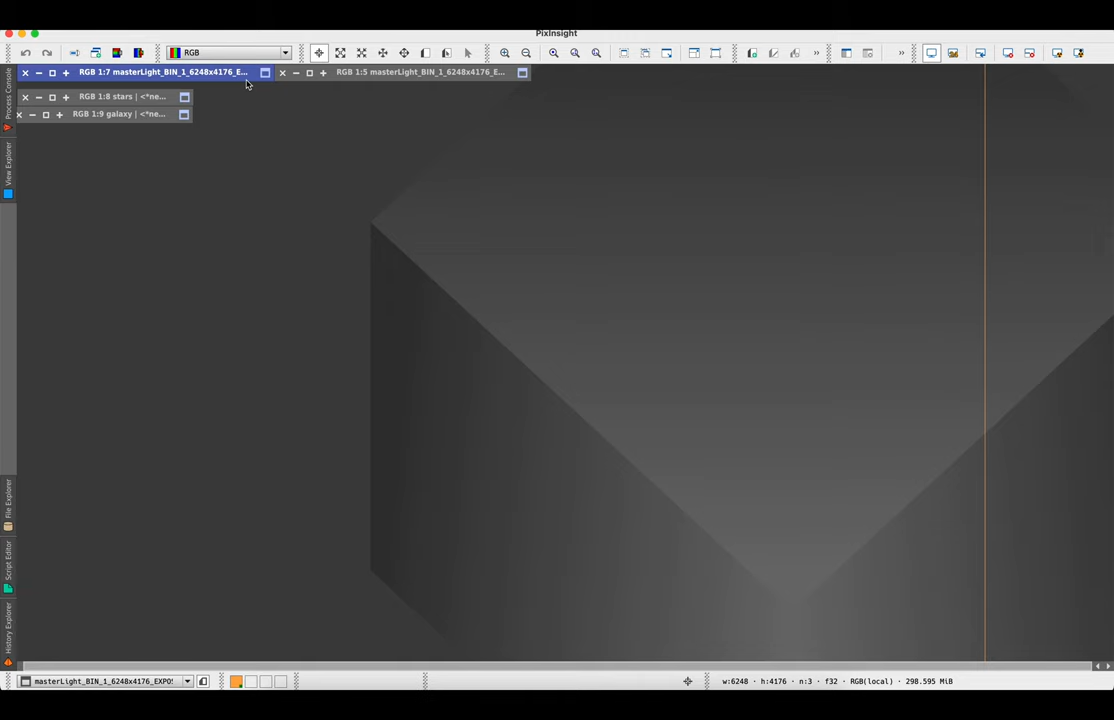 PixInsight
RGB
RGB 1:7 masterLight_BIN_1_6248x4176_E...
RGB 1:5 masterLight_BIN_1_6248x4176_E...
RGB 1:8 stars | <*ne...
RGB 1:9 galaxy | <*ne...
Process Console
View Explorer
File Explorer
Script Editor
History Explorer
masterLight_BIN_1_6248x4176_EXPO
w:6248 · h:4176 · n:3 · f32 · RGB(local) · 298.595 MiB